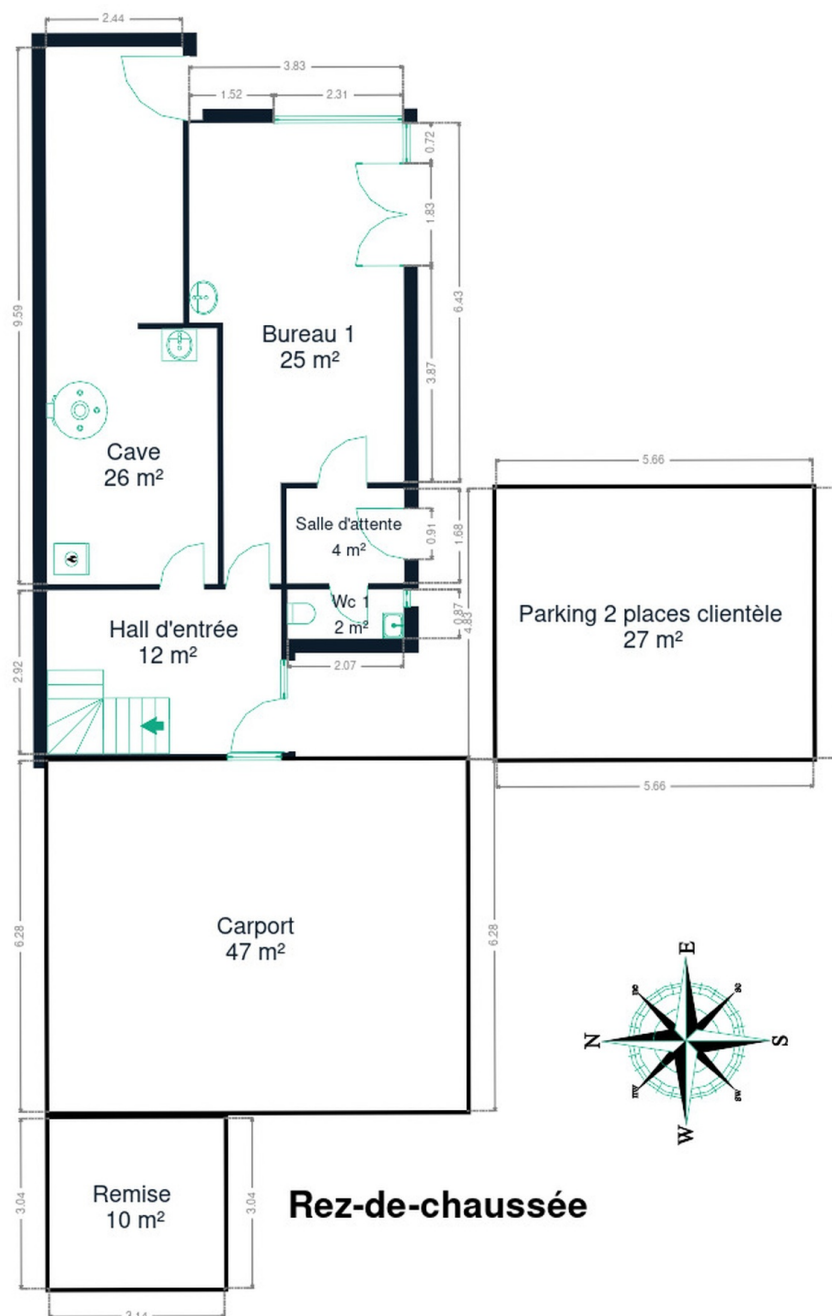 2.44
3.83
1.52
2.31
0.72
1.83
9.59
6.43
Bureau 1
25 m²
3.87
Cave
26 m²
5.66
Salle d'attente
4 m²
0.91
1.68
Wc 1
2 m²
0.87
4.83
Parking 2 places clientèle
27 m²
Hall d'entrée
12 m²
2.92
2.07
5.66
Carport
47 m²
6.28
6.28
E
ne
se
N
S
nw
sw
W
Remise
10 m²
3.04
3.04
Rez-de-chaussée
3.14